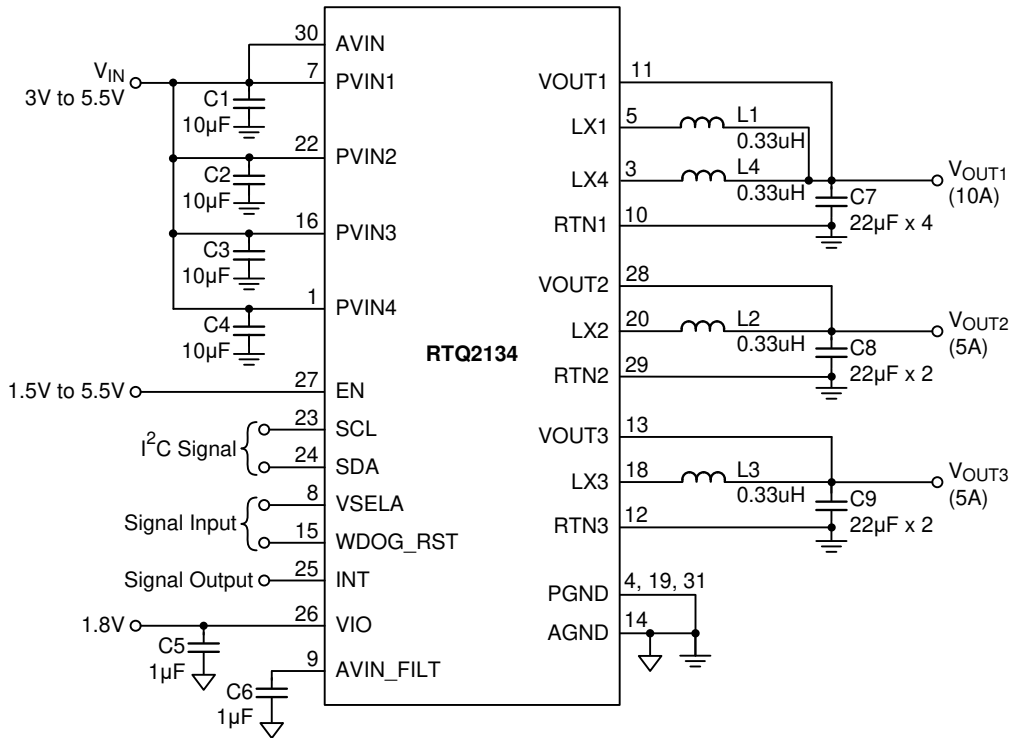 30 AVIN
V_IN
3V to 5.5V
7 PVIN1
C1
10µF
22 PVIN2
C2
10µF
16 PVIN3
C3
10µF
1 PVIN4
C4
10µF
1.5V to 5.5V
27 EN
I²C Signal
23 SCL
24 SDA
Signal Input
8 VSELA
15 WDOG_RST
Signal Output
25 INT
1.8V
26 VIO
C5
1µF
9 AVIN_FILT
C6
1µF
RTQ2134
VOUT1 11
LX1 5
L1
0.33uH
LX4 3
L4
0.33uH
V_OUT1
(10A)
C7
22µF x 4
RTN1 10
VOUT2 28
LX2 20
L2
0.33uH
V_OUT2
(5A)
C8
22µF x 2
RTN2 29
VOUT3 13
LX3 18
L3
0.33uH
V_OUT3
(5A)
C9
22µF x 2
RTN3 12
PGND 4, 19, 31
AGND 14